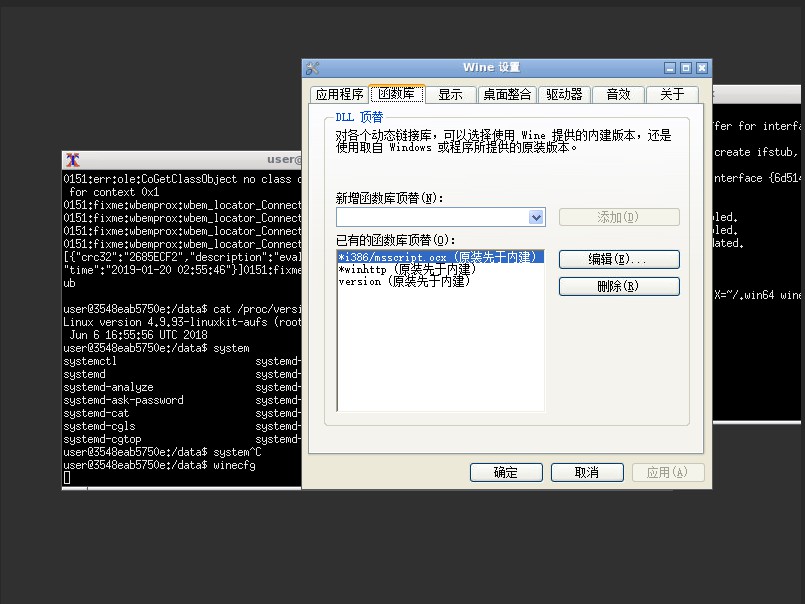 Wine 设置
应用程序 函数库 显示 桌面整合 驱动器 音效 关于
DLL 顶替
对各个动态链接库，可以选择使用 Wine 提供的内建版本，还是
使用取自 Windows 或程序所提供的原装版本。
新增函数库顶替(N):
添加(D)
已有的函数库顶替(O):
*i386/msscript.ocx (原装先于内建)
*winhttp (原装先于内建)
version (原装先于内建)
编辑(E)...
删除(R)
确定 取消 应用(A)
user@
0151:err:ole:CoGetClassObject no class
for context 0x1
0151:fixme:wbemprox:wbem_locator_Connect
0151:fixme:wbemprox:wbem_locator_Connect
0151:fixme:wbemprox:wbem_locator_Connect
0151:fixme:wbemprox:wbem_locator_Connect
[{"crc32":"2685ECF2","description":"eval
"time":"2019-01-20 02:55:46"}]0151:fixme
ub
user@3548eab5750e:/data$ cat /proc/versi
Linux version 4.9.93-linuxkit-aufs (root
Jun 6 16:55:56 UTC 2018
user@3548eab5750e:/data$ system
systemctl systemd-
systemd systemd-
systemd-analyze systemd-
systemd-ask-password systemd-
systemd-cat systemd-
systemd-cgls systemd-
systemd-cgtop systemd-
user@3548eab5750e:/data$ system^C
user@3548eab5750e:/data$ winecfg
ffer for interfa
create ifstub,
nterface {6d514
led.
led.
lated.
X=~/.win64 wine